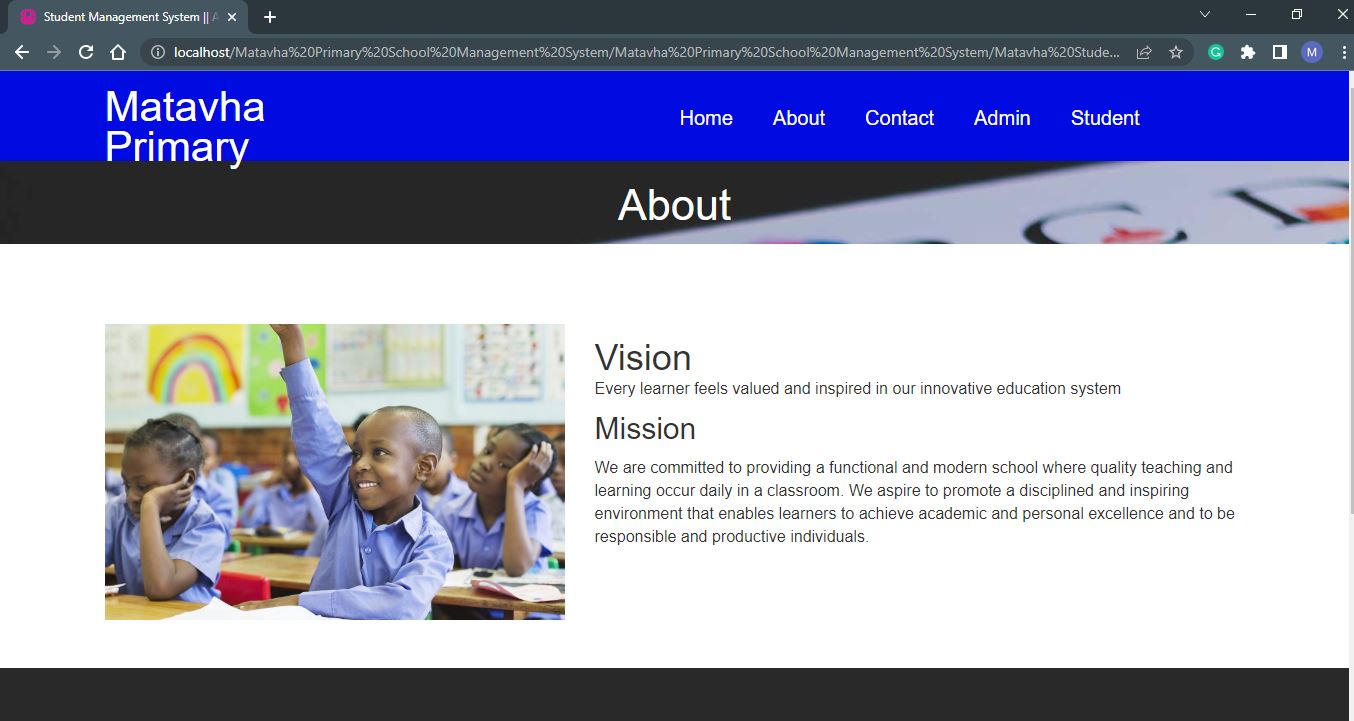 Student Management System || A
localhost/Matavha%20Primary%20School%20Management%20System/Matavha%20Primary%20School%20Management%20System/Matavha%20Stude...
M
Matavha
Primary
Home About Contact Admin Student
About
C D
Vision
Every learner feels valued and inspired in our innovative education system
Mission
We are committed to providing a functional and modern school where quality teaching and
learning occur daily in a classroom. We aspire to promote a disciplined and inspiring
environment that enables learners to achieve academic and personal excellence and to be
responsible and productive individuals.